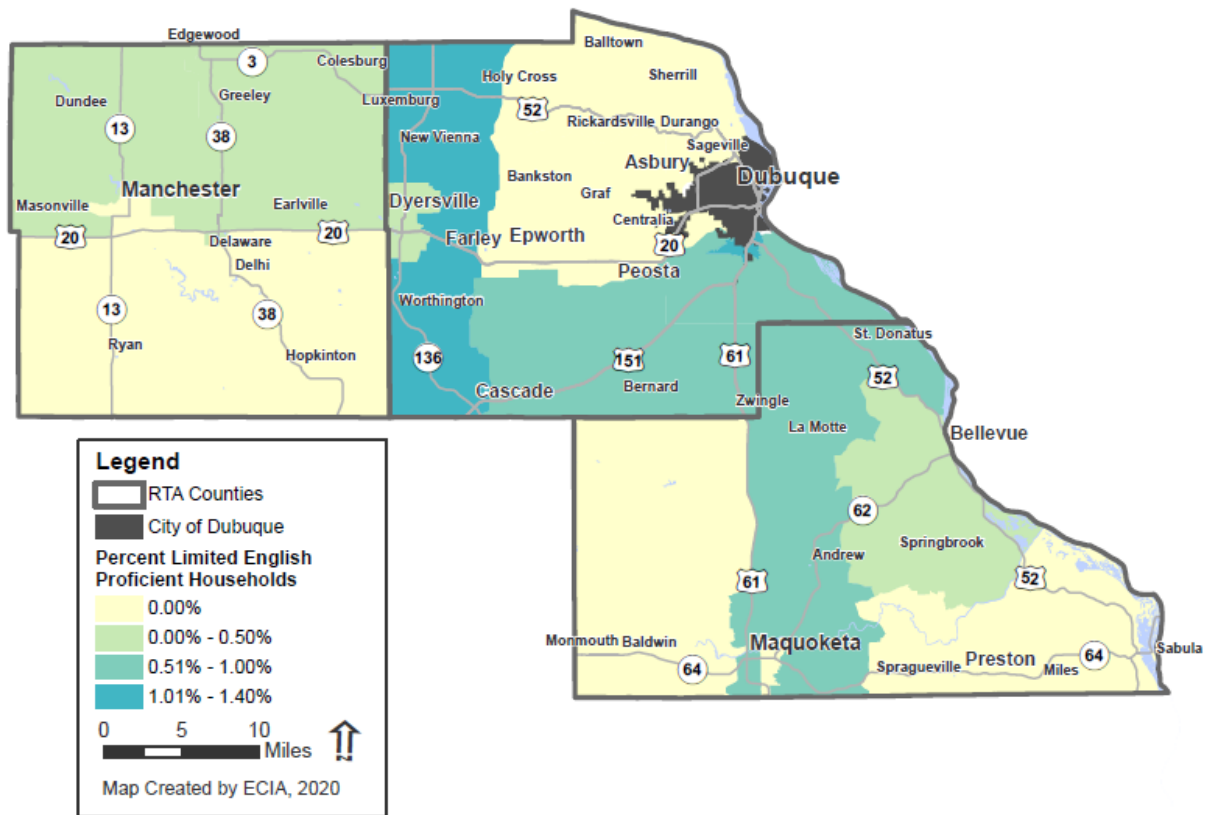 Edgewood
Balltown
3
Colesburg
Holy Cross
Sherrill
Dundee
Greeley
Luxemburg
52
13
38
New Vienna
Rickardsville
Durango
Sageville
Asbury
Manchester
Bankston
Dubuque
Graf
Masonville
Earlville
Dyersville
Centralia
20
Delaware
20
Farley
Epworth
20
Delhi
Peosta
13
38
Worthington
Ryan
Hopkinton
136
151
61
St. Donatus
52
Cascade
Bernard
Zwingle
La Motte
Bellevue
62
Andrew
Springbrook
61
52
Monmouth
Baldwin
Maquoketa
64
Spragueville
Preston
Miles
64
Sabula
Legend
RTA Counties
City of Dubuque
Percent Limited English
Proficient Households
0.00%
0.00% - 0.50%
0.51% - 1.00%
1.01% - 1.40%
0 5 10
Miles
Map Created by ECIA, 2020